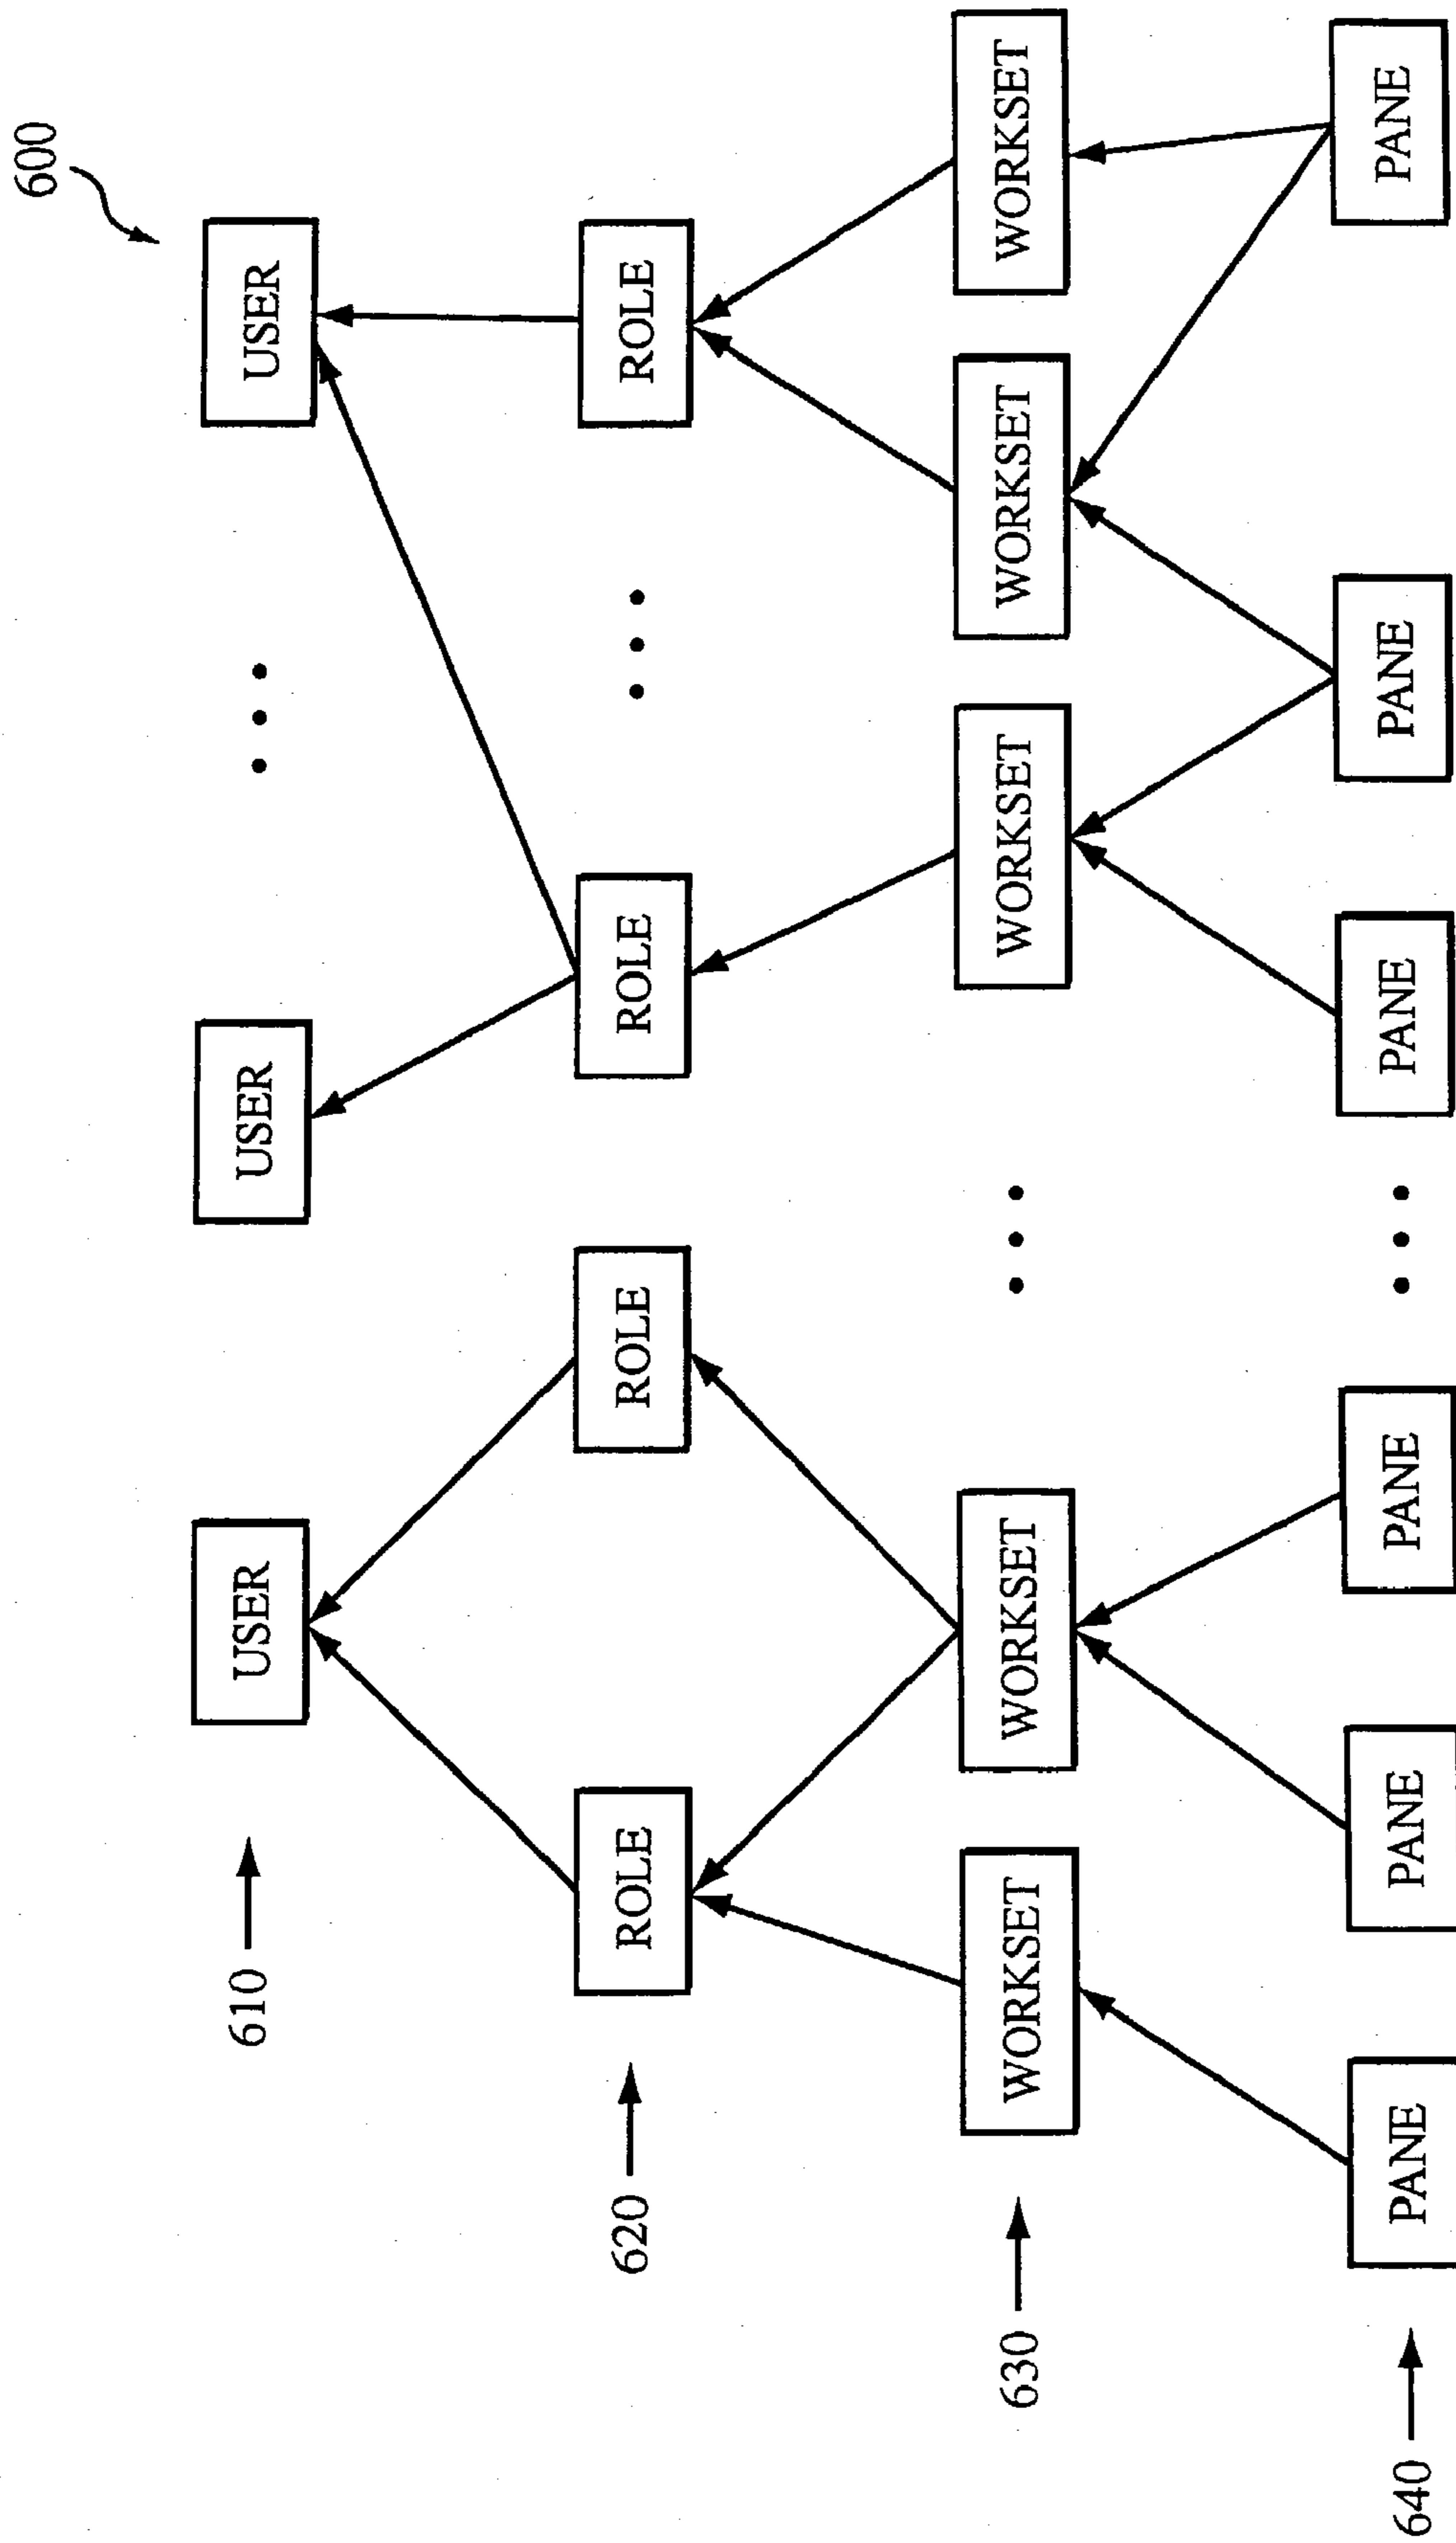 600
610 USER USER USER
620 ROLE ROLE ROLE ROLE
630 WORKSET WORKSET WORKSET WORKSET WORKSET
640 PANE PANE PANE PANE PANE PANE